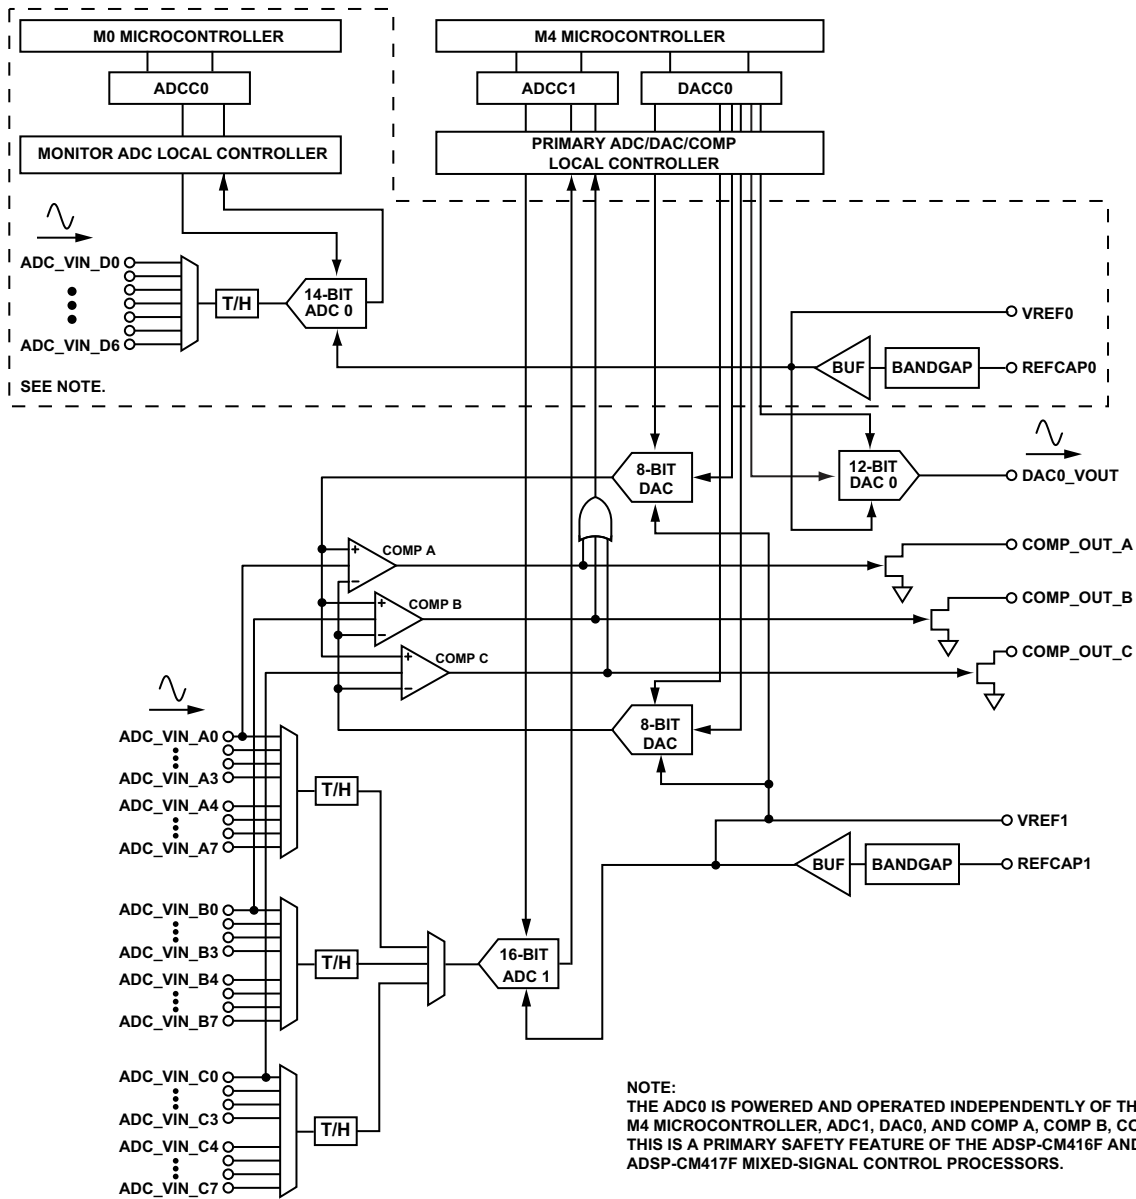 M0 MICROCONTROLLER
M4 MICROCONTROLLER
ADCC0
ADCC1
DACC0
MONITOR ADC LOCAL CONTROLLER
PRIMARY ADC/DAC/COMP
LOCAL CONTROLLER
ADC_VIN_D0
ADC_VIN_D6
T/H
14-BIT
ADC 0
VREF0
BUF
BANDGAP
REFCAP0
SEE NOTE.
8-BIT
DAC
12-BIT
DAC 0
DAC0_VOUT
+
–
COMP A
COMP_OUT_A
+
–
COMP B
COMP_OUT_B
+
–
COMP C
COMP_OUT_C
8-BIT
DAC
ADC_VIN_A0
ADC_VIN_A3
ADC_VIN_A4
ADC_VIN_A7
T/H
VREF1
BUF
BANDGAP
REFCAP1
ADC_VIN_B0
ADC_VIN_B3
ADC_VIN_B4
ADC_VIN_B7
T/H
16-BIT
ADC 1
ADC_VIN_C0
ADC_VIN_C3
ADC_VIN_C4
ADC_VIN_C7
T/H
NOTE:
THE ADC0 IS POWERED AND OPERATED INDEPENDENTLY OF
M4 MICROCONTROLLER, ADC1, DAC0, AND COMP A, COMP B,
THIS IS A PRIMARY SAFETY FEATURE OF THE ADSP-CM416F AND
ADSP-CM417F MIXED-SIGNAL CONTROL PROCESSORS.